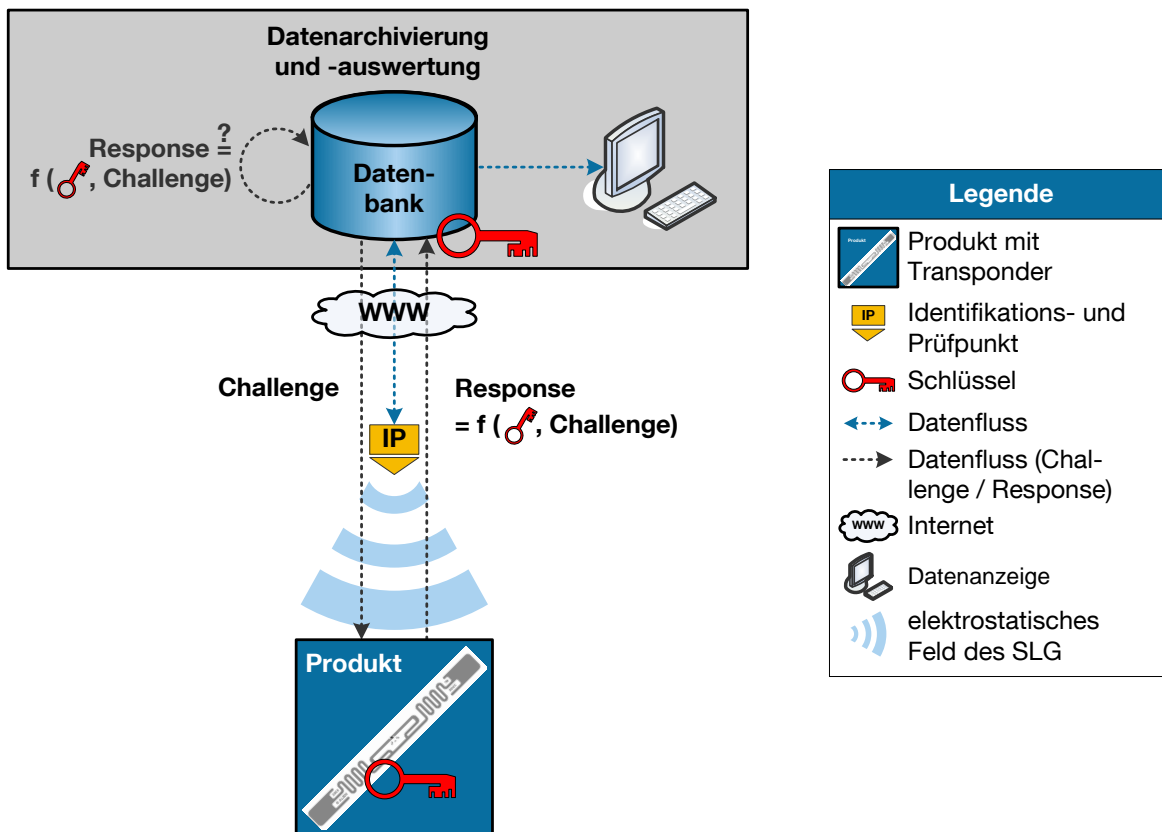 Datenarchivierung
und -auswertung
Response ?=
f ( , Challenge)
Daten-
bank
WWW
Challenge
Response
= f ( , Challenge)
IP
Produkt
Legende
Produkt
Produkt mit
Transponder
IP
Identifikations- und
Prüfpunkt
Schlüssel
Datenfluss
Datenfluss (Chal-
lenge / Response)
WWW
Internet
Datenanzeige
elektrostatisches
Feld des SLG